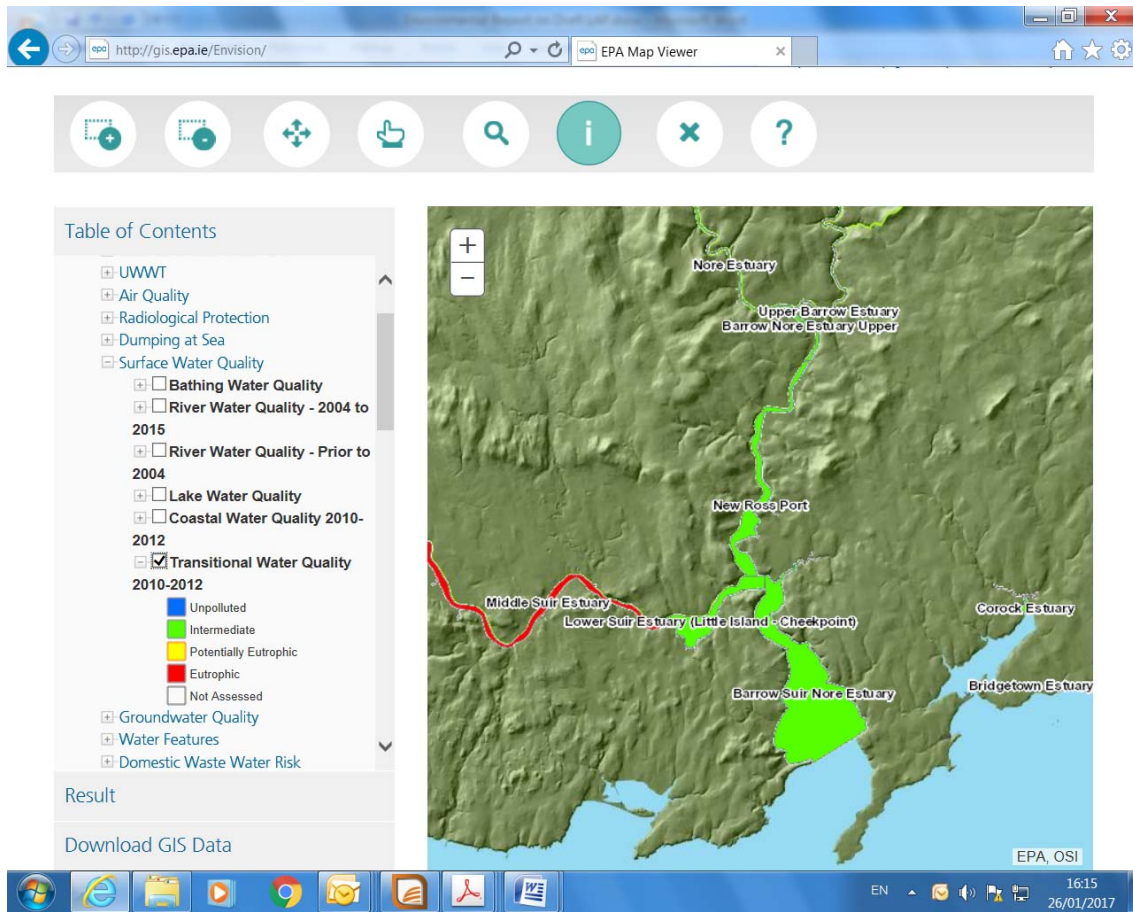 http://gis.epa.ie/Envision/
epa EPA Map Viewer
i
?
Table of Contents
UWWT
Air Quality
Radiological Protection
Dumping at Sea
Surface Water Quality
Bathing Water Quality
River Water Quality - 2004 to
2015
River Water Quality - Prior to
2004
Lake Water Quality
Coastal Water Quality 2010-
2012
Transitional Water Quality
2010-2012
Unpolluted
Intermediate
Potentially Eutrophic
Eutrophic
Not Assessed
Groundwater Quality
Water Features
Domestic Waste Water Risk
Result
Download GIS Data
+
−
Nore Estuary
Upper Barrow Estuary
Barrow Nore Estuary Upper
New Ross Port
Middle Suir Estuary
Lower Suir Estuary (Little Island - Cheekpoint)
Corock Estuary
Barrow Suir Nore Estuary
Bridgetown Estuary
EPA, OSI
EN
16:15
26/01/2017